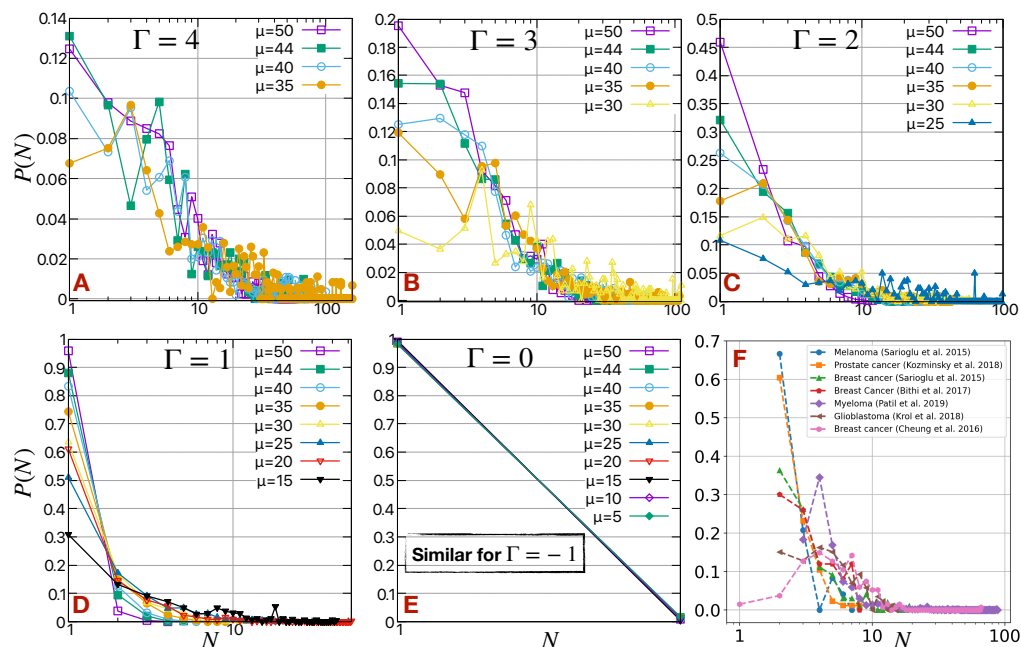 Γ = 4
μ=50
μ=44
μ=40
μ=35
0.14
0.12
0.1
0.08
0.06
0.04
0.02
0
1
10
100
P(N)
A
Γ = 3
μ=50
μ=44
μ=40
μ=35
μ=30
0.2
0.18
0.16
0.14
0.12
0.1
0.08
0.06
0.04
0.02
0
1
10
100
B
Γ = 2
μ=50
μ=44
μ=40
μ=35
μ=30
μ=25
0.5
0.45
0.4
0.35
0.3
0.25
0.2
0.15
0.1
0.05
0
1
10
100
C
Γ = 1
μ=50
μ=44
μ=40
μ=35
μ=30
μ=25
μ=20
μ=15
1
0.9
0.8
0.7
0.6
0.5
0.4
0.3
0.2
0.1
0
1
10
P(N)
N
D
Γ = 0
μ=50
μ=44
μ=40
μ=35
μ=30
μ=25
μ=20
μ=15
μ=10
μ=5
Similar for Γ = −1
1
0.9
0.8
0.7
0.6
0.5
0.4
0.3
0.2
0.1
0
1
N
E
F
Melanoma (Sarioglu et al. 2015)
Prostate cancer (Kozminsky et al. 2018)
Breast cancer (Sarioglu et al. 2015)
Breast Cancer (Bithi et al. 2017)
Myeloma (Patil et al. 2019)
Glioblastoma (Krol et al. 2018)
Breast cancer (Cheung et al. 2016)
0.7
0.6
0.5
0.4
0.3
0.2
0.1
0.0
1
10
100
N